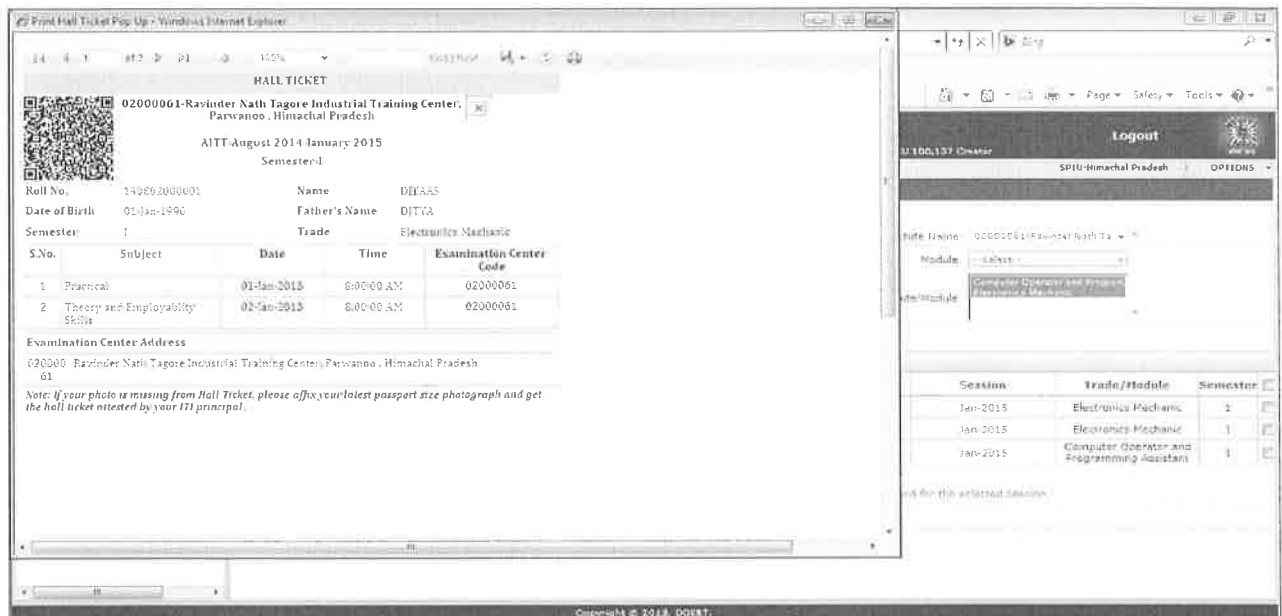 Print Hall Ticket Pop Up - Windows Internet Explorer
100%
HALL TICKET
02000061-Ravinder Nath Tagore Industrial Training Center,
Parwanoo , Himachal Pradesh
AITT-August 2014 January 2015
Semester-I
Roll No. Name
Date of Birth 01-Jan-1996 Father's Name DITYA
Semester Trade Electronics Mechanic
S.No. Subject Date Time Examination Center Code
1 Practical 01-Jan-2015 8:00:00 AM 02000061
2 Theory and Employability Skills 02-Jan-2015 8:00:00 AM 02000061
Examination Center Address
020000 Ravinder Nath Tagore Industrial Training Center, Parwanoo , Himachal Pradesh
61
Note: If your photo is missing from Hall Ticket, please affix your latest passport size photograph and get
the hall ticket attested by your ITI principal.
Bing
Page Safety Tools
Logout
SPIU-Himachal Pradesh OPTIONS
Module
Computer Operator and Program
Electronics Mechanic
Session Trade/Module Semester
Jan-2015 Electronics Mechanic 1
Jan-2015 Electronics Mechanic 1
Jan-2015 Computer Operator and Programming Assistant 1
for the selected Session